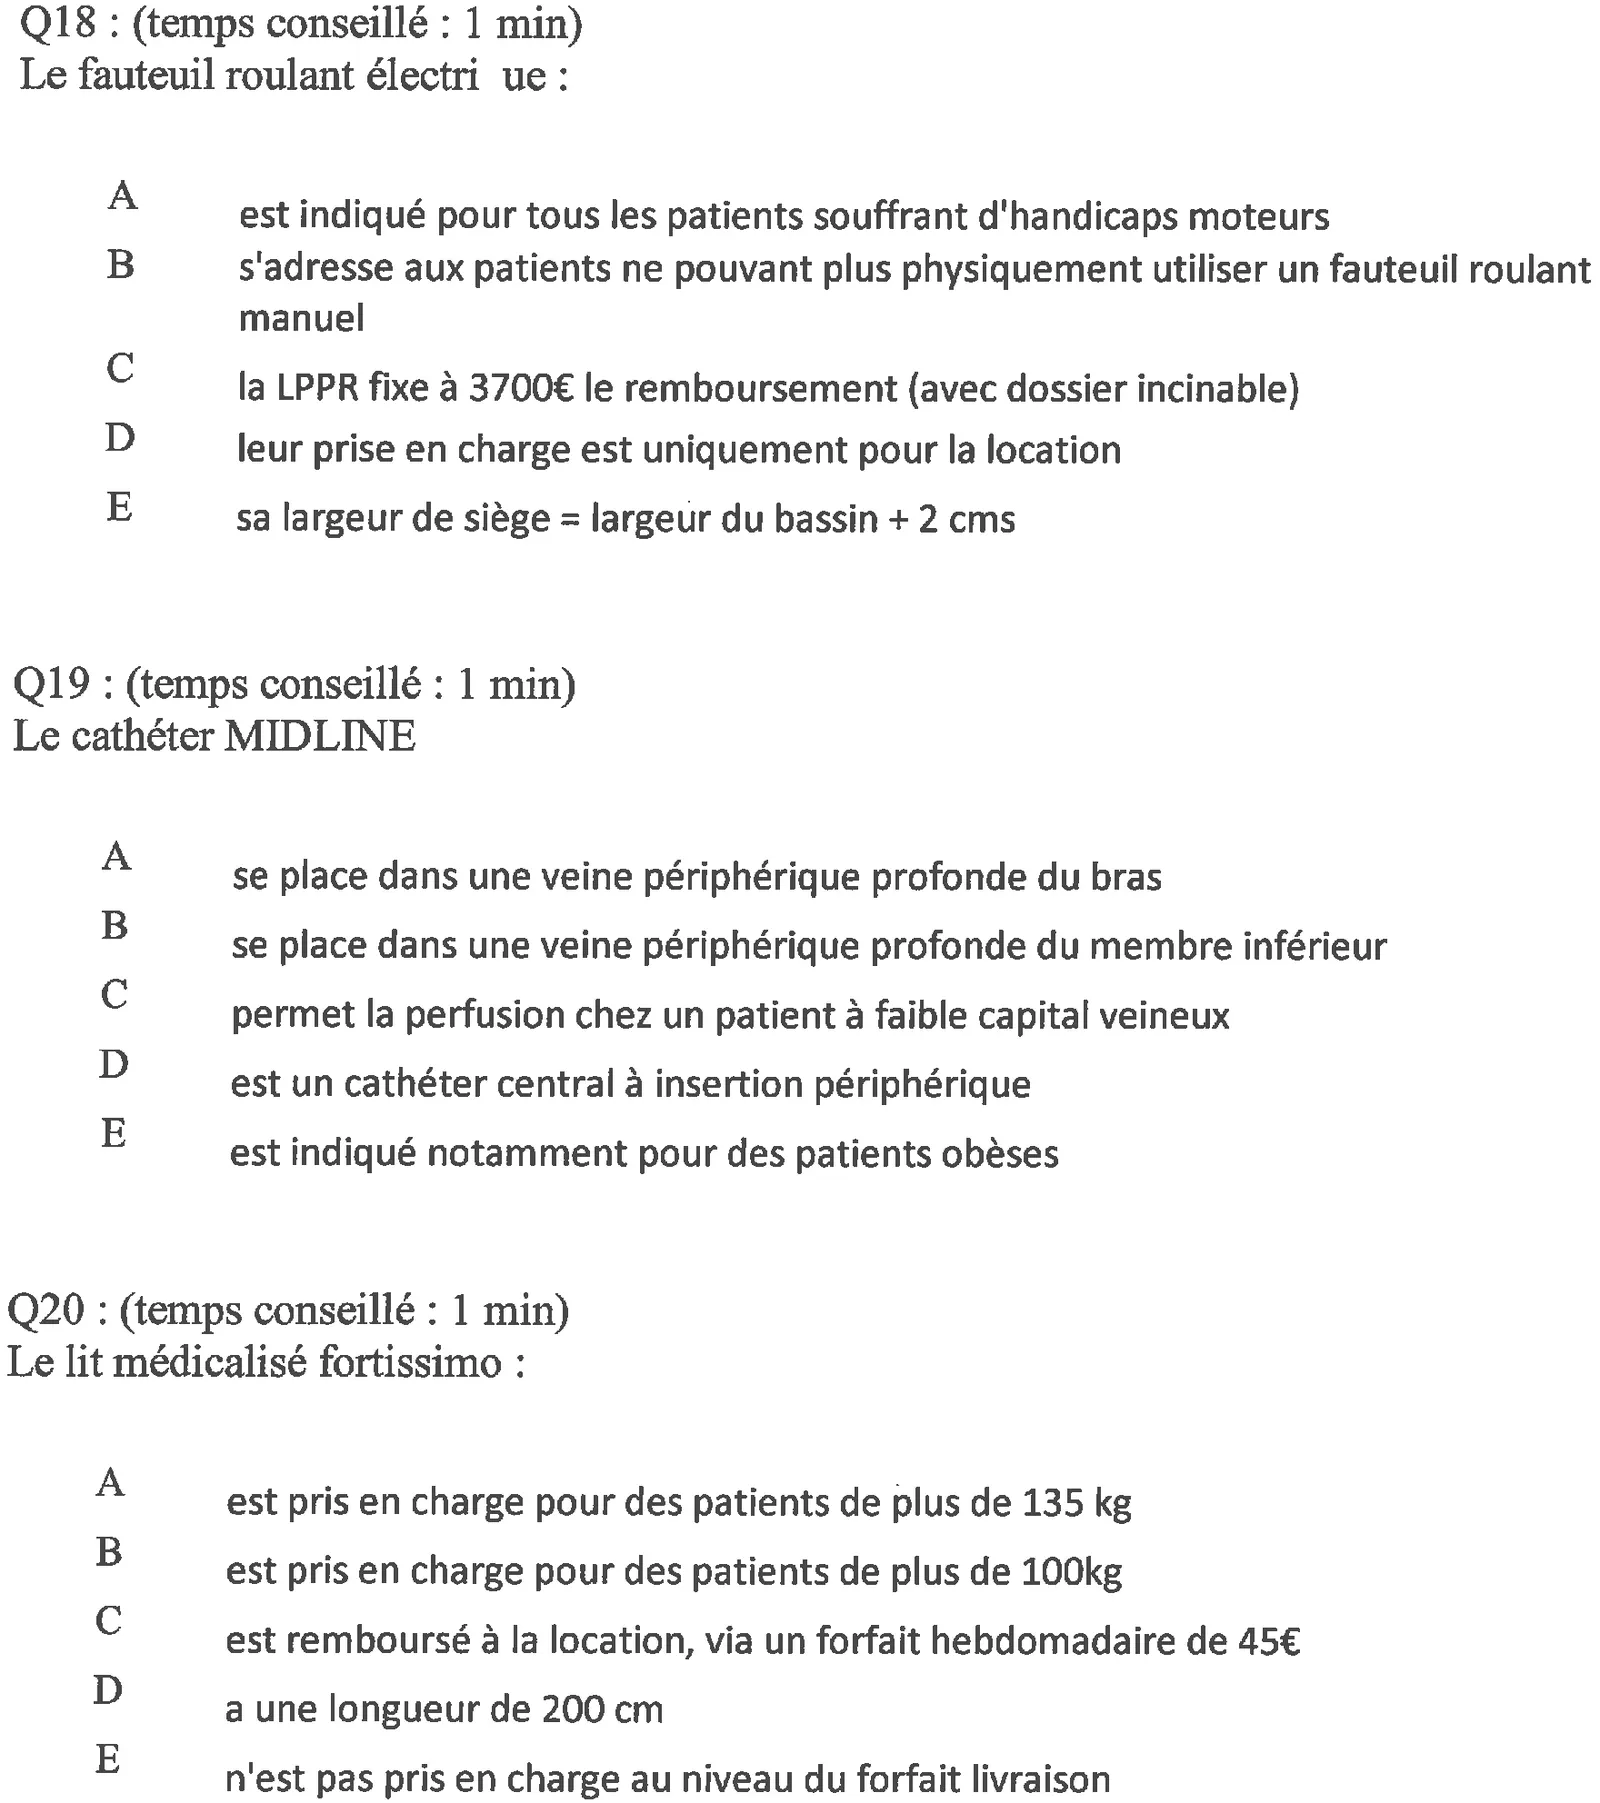 Q18 : (temps conseillé : 1 min)
Le fauteuil roulant électri ue :
A est indiqué pour tous les patients souffrant d'handicaps moteurs
B s'adresse aux patients ne pouvant plus physiquement utiliser un fauteuil roulant
manuel
C la LPPR fixe à 3700€ le remboursement (avec dossier incinable)
D leur prise en charge est uniquement pour la location
E sa largeur de siège = largeur du bassin + 2 cms
Q19 : (temps conseillé : 1 min)
Le cathéter MIDLINE
A se place dans une veine périphérique profonde du bras
B se place dans une veine périphérique profonde du membre inférieur
C permet la perfusion chez un patient à faible capital veineux
D est un cathéter central à insertion périphérique
E est indiqué notamment pour des patients obèses
Q20 : (temps conseillé : 1 min)
Le lit médicalisé fortissimo :
A est pris en charge pour des patients de plus de 135 kg
B est pris en charge pour des patients de plus de 100kg
C est remboursé à la location, via un forfait hebdomadaire de 45€
D a une longueur de 200 cm
E n'est pas pris en charge au niveau du forfait livraison